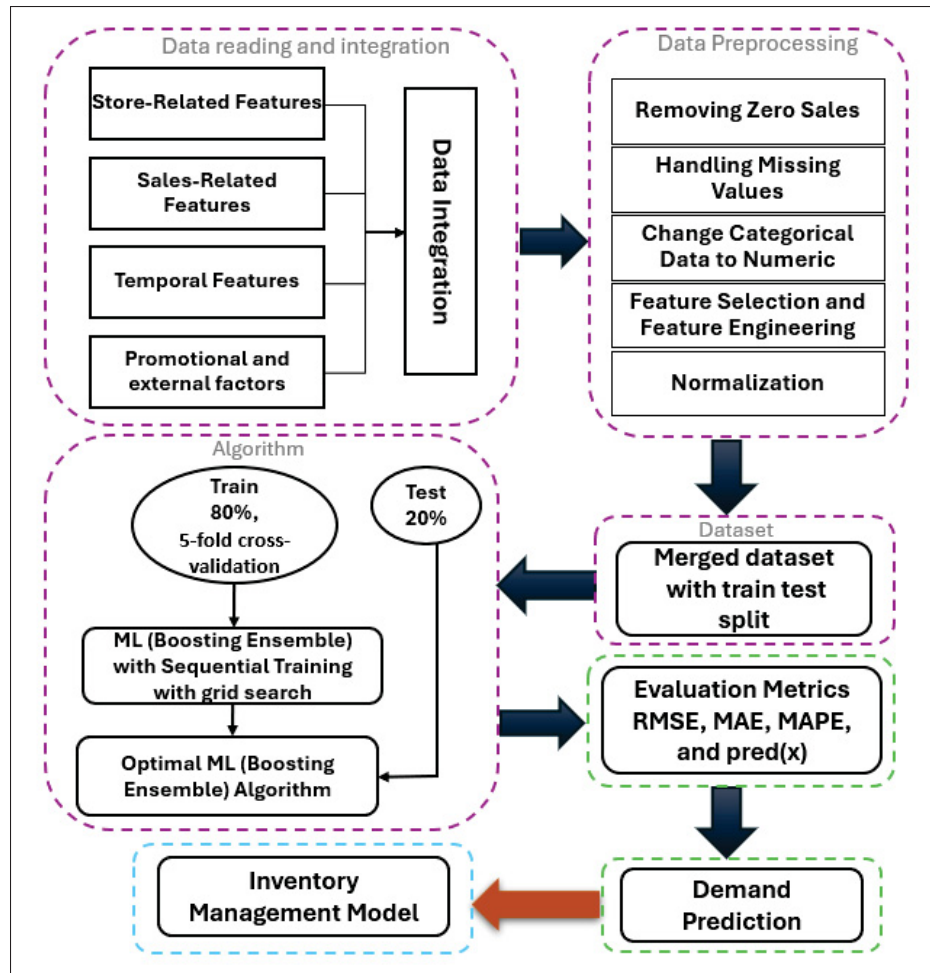 Data reading and integration
Store-Related Features
Sales-Related
Features
Temporal Features
Promotional and
external factors
Data Integration
Data Preprocessing
Removing Zero Sales
Handling Missing
Values
Change Categorical
Data to Numeric
Feature Selection and
Feature Engineering
Normalization
Algorithm
Train
80%,
5-fold cross-
validation
Test
20%
ML (Boosting Ensemble)
with Sequential Training
with grid search
Optimal ML (Boosting
Ensemble) Algorithm
Dataset
Merged dataset
with train test
split
Evaluation Metrics
RMSE, MAE, MAPE,
and pred(x)
Demand
Prediction
Inventory
Management Model